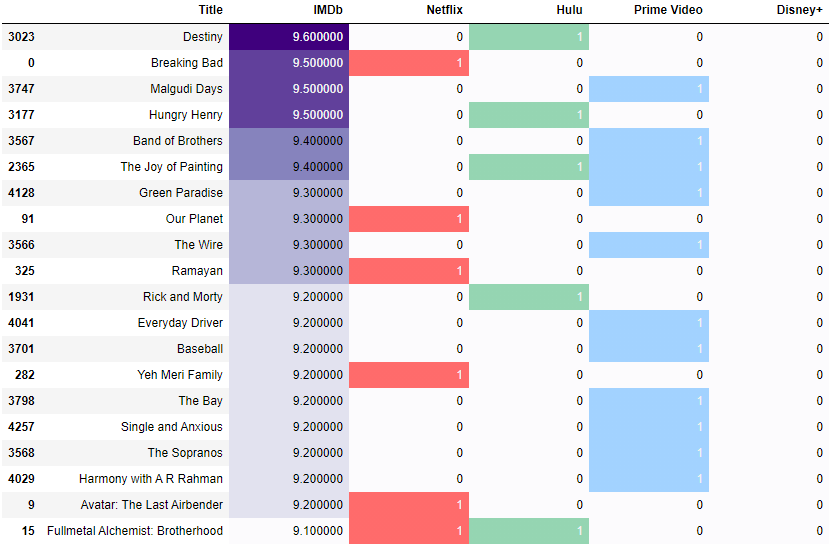 Title IMDb Netflix Hulu Prime Video Disney+
3023 Destiny 9.600000 0 1 0 0
0 Breaking Bad 9.500000 1 0 0 0
3747 Malgudi Days 9.500000 0 0 1 0
3177 Hungry Henry 9.500000 0 1 0 0
3567 Band of Brothers 9.400000 0 0 1 0
2365 The Joy of Painting 9.400000 0 1 1 0
4128 Green Paradise 9.300000 0 0 1 0
91 Our Planet 9.300000 1 0 0 0
3566 The Wire 9.300000 0 0 1 0
325 Ramayan 9.300000 1 0 0 0
1931 Rick and Morty 9.200000 0 1 0 0
4041 Everyday Driver 9.200000 0 0 1 0
3701 Baseball 9.200000 0 0 1 0
282 Yeh Meri Family 9.200000 1 0 0 0
3798 The Bay 9.200000 0 0 1 0
4257 Single and Anxious 9.200000 0 0 1 0
3568 The Sopranos 9.200000 0 0 1 0
4029 Harmony with A R Rahman 9.200000 0 0 1 0
9 Avatar: The Last Airbender 9.200000 1 0 0 0
15 Fullmetal Alchemist: Brotherhood 9.100000 1 1 0 0